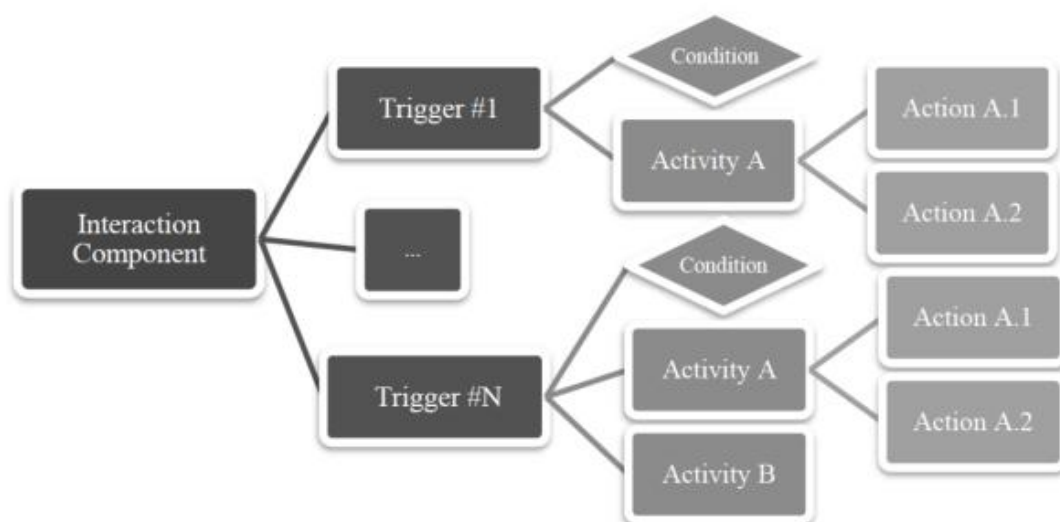 Condition
Trigger #1
Action A.1
Activity A
Action A.2
Interaction
Component
...
Condition
Action A.1
Activity A
Trigger #N
Action A.2
Activity B